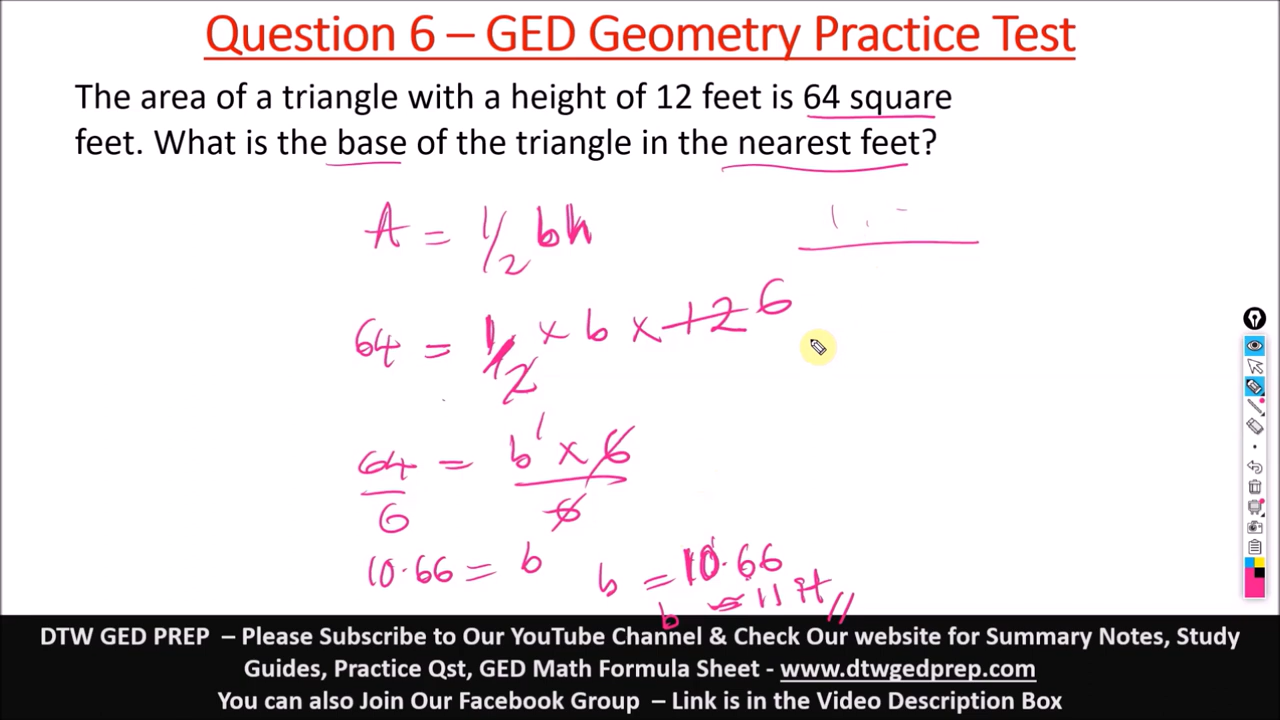 Question 6 – GED Geometry Practice Test
The area of a triangle with a height of 12 feet is 64 square
feet. What is the base of the triangle in the nearest feet?
A = 1/2 bh
64 = 1/2 x b x 12 6
64 = b 1 x 6
6 6
10.66 = b
b = 10.66
b ≈ 11 ft //
DTW GED PREP – Please Subscribe to Our YouTube Channel & Check Our website for Summary Notes, Study
Guides, Practice Qst, GED Math Formula Sheet - www.dtwgedprep.com
You can also Join Our Facebook Group – Link is in the Video Description Box